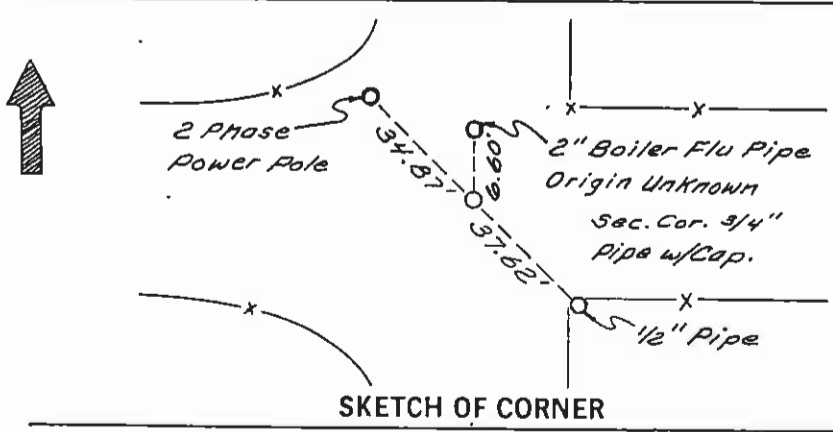 2 Phase
Power Pole
34.87'
6.60'
2" Boiler Flu Pipe
Origin Unknown
Sec. Cor. 3/4"
Pipe w/Cap.
37.62'
1/2" Pipe
SKETCH OF CORNER